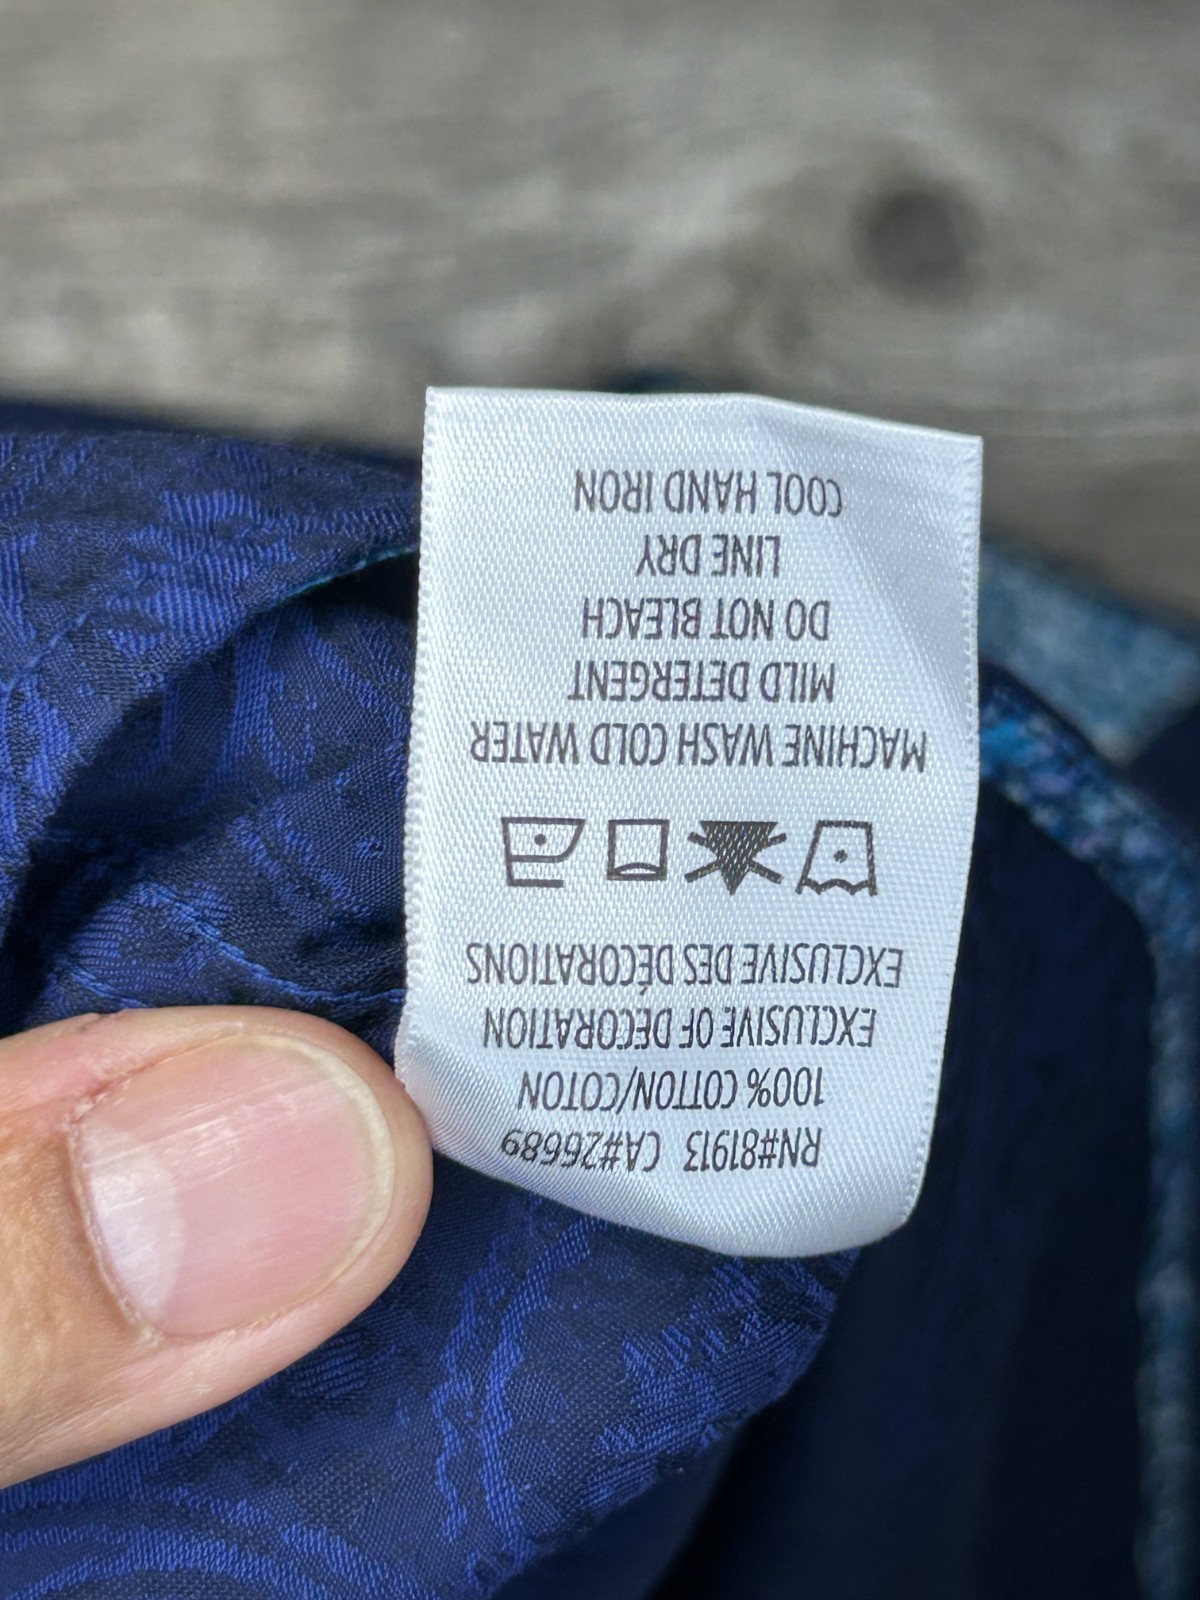 RN#81913 CA#26689
100% COTTON/COTON
EXCLUSIVE OF DECORATION
EXCLUSIVE DES DÉCORATIONS
MACHINE WASH COLD WATER
MILD DETERGENT
DO NOT BLEACH
LINE DRY
COOL HAND IRON